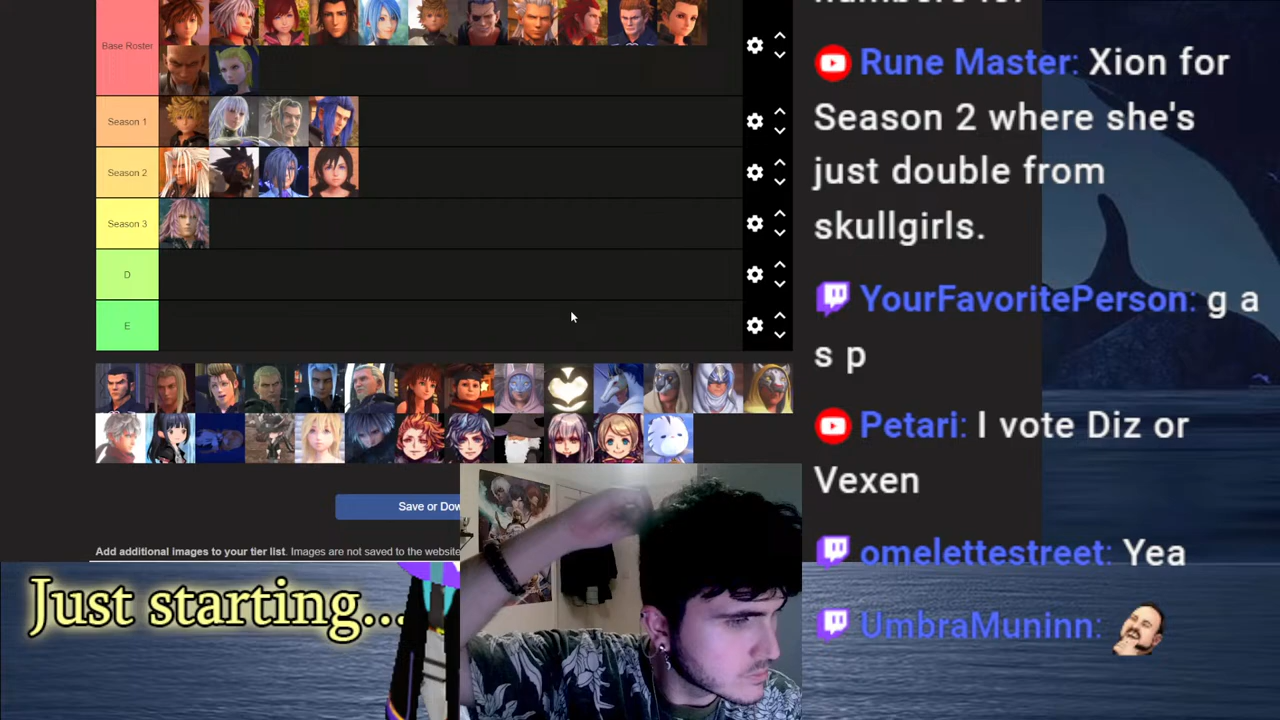 numbers for
Base Roster
Season 1
Season 2
Season 3
D
E
Save or Dow
Add additional images to your tier list. Images are not saved to the website
Just starting...
Rune Master: Xion for
Season 2 where she's
just double from
skullgirls.
YourFavoritePerson: g a
s p
Petari: I vote Diz or
Vexen
omelettestreet: Yea
UmbraMuninn: